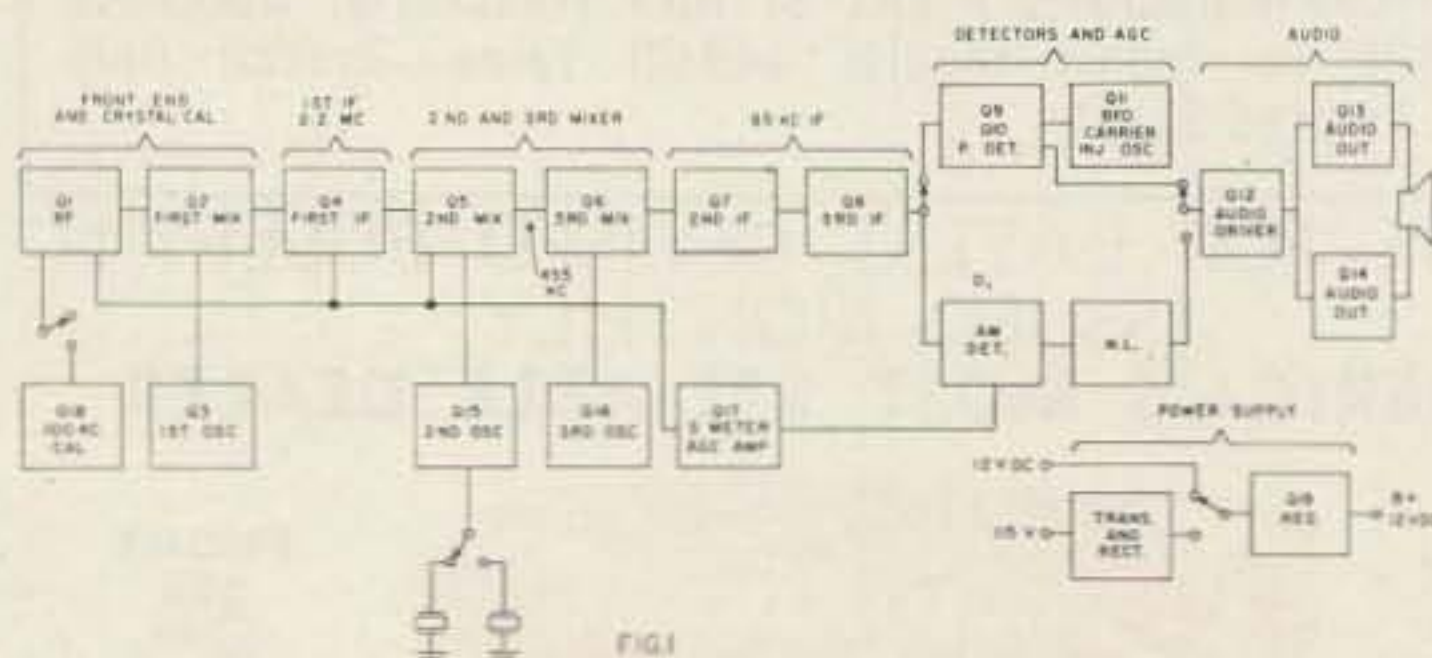 DETECTORS AND AGC
AUDIO
FRONT END
AND CRYSTAL CAL
1ST IF
2.2 MC
2ND AND 3RD MIXER
85 KC IF
Q1
RF
Q2
FIRST MIX
Q4
FIRST IF
Q5
2ND MIX
Q6
3RD MIX
455
KC
Q7
2ND IF
Q8
3RD IF
Q9
Q10
P. DET.
Q11
BFO
CARRIER
INJ OSC
Q12
AUDIO
DRIVER
Q13
AUDIO
OUT
Q14
AUDIO
OUT
AM
DET.
N.L.
Q18
100 KC
CAL
Q3
1ST OSC
Q15
2ND OSC
Q16
3RD OSC
Q17
S METER
AGC AMP
POWER SUPPLY
12 V DC
115 V
TRANS.
AND
RECT.
Q19
REG.
B+
12 VDC
FIG.1